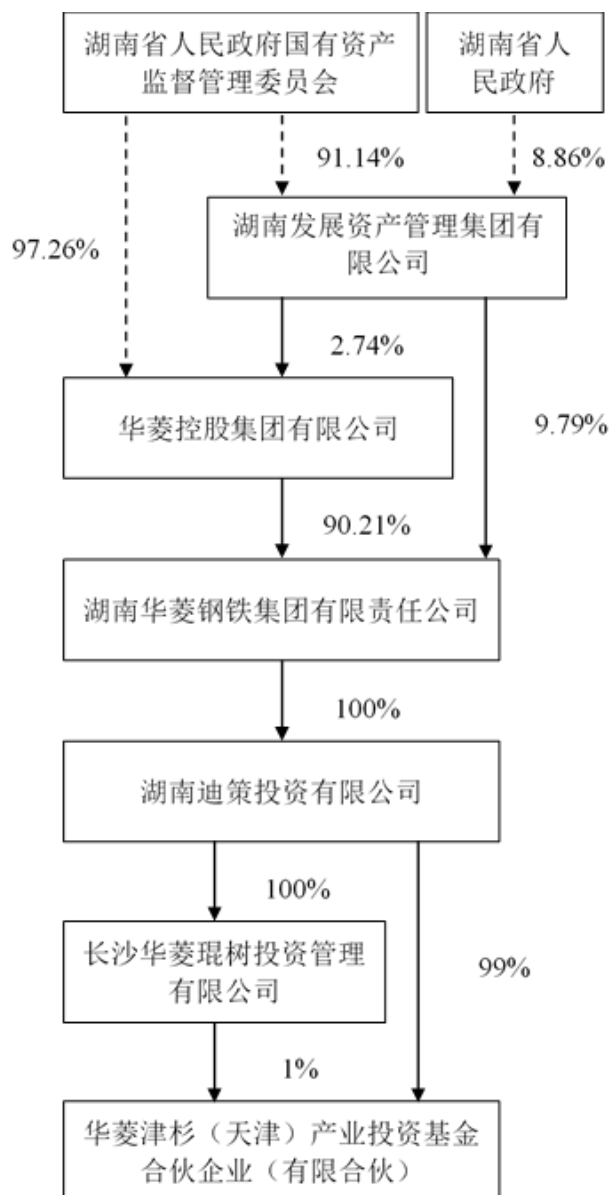 湖南省人民政府国有资产
监督管理委员会
湖南省人
民政府
91.14%
8.86%
97.26%
湖南发展资产管理集团有
限公司
2.74%
华菱控股集团有限公司
9.79%
90.21%
湖南华菱钢铁集团有限责任公司
100%
湖南迪策投资有限公司
100%
长沙华菱琨树投资管理
有限公司
99%
1%
华菱津杉（天津）产业投资基金
合伙企业（有限合伙）